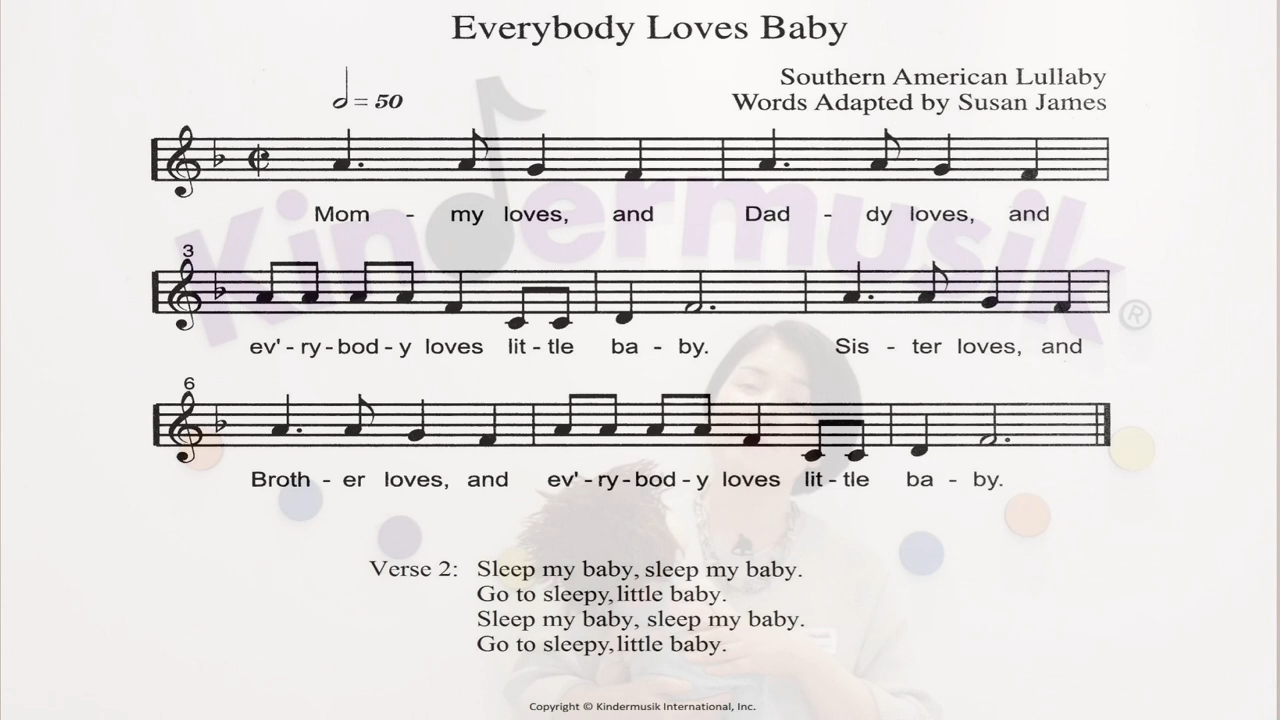 Everybody Loves Baby
Southern American Lullaby
= 50
Words Adapted by Susan James
Mom - my loves, and Dad - dy loves, and
3
ev' - ry - bod - y loves lit - tle ba - by. Sis - ter loves, and
6
Broth - er loves, and ev' - ry - bod - y loves lit - tle ba - by.
Verse 2: Sleep my baby, sleep my baby.
Go to sleepy, little baby.
Sleep my baby, sleep my baby.
Go to sleepy, little baby.
Kindermusik ®
Copyright © Kindermusik International, Inc.